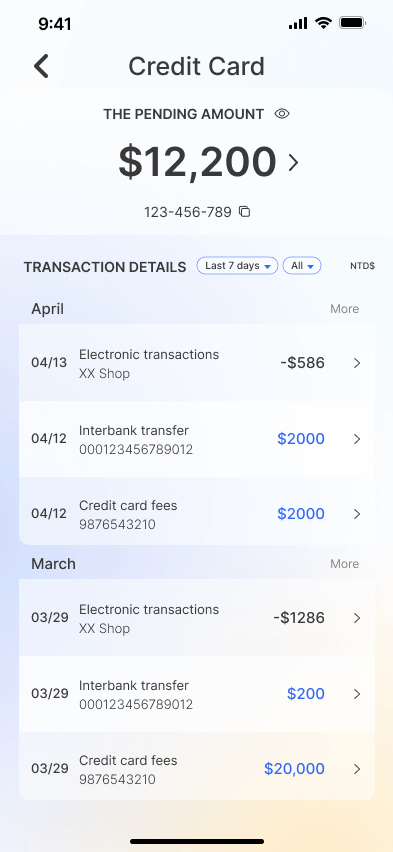 9:41
Credit Card
THE PENDING AMOUNT
$12,200
123-456-789
TRANSACTION DETAILS Last 7 days All NTD$
April More
04/13 Electronic transactions -$586
XX Shop
04/12 Interbank transfer $2000
000123456789012
04/12 Credit card fees $2000
9876543210
March More
03/29 Electronic transactions -$1286
XX Shop
03/29 Interbank transfer $200
000123456789012
03/29 Credit card fees $20,000
9876543210